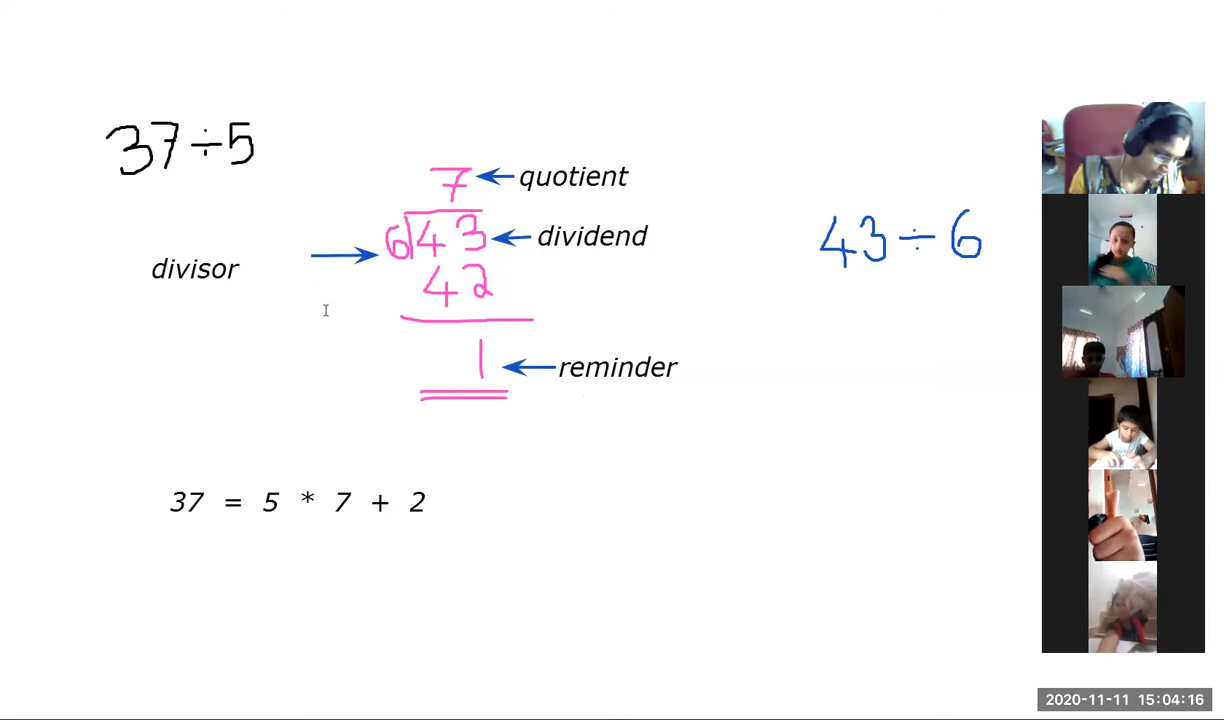 37÷5
7 quotient
6 43 dividend
43÷6
divisor
42
1 reminder
37 = 5 * 7 + 2
2020-11-11 15:04:16